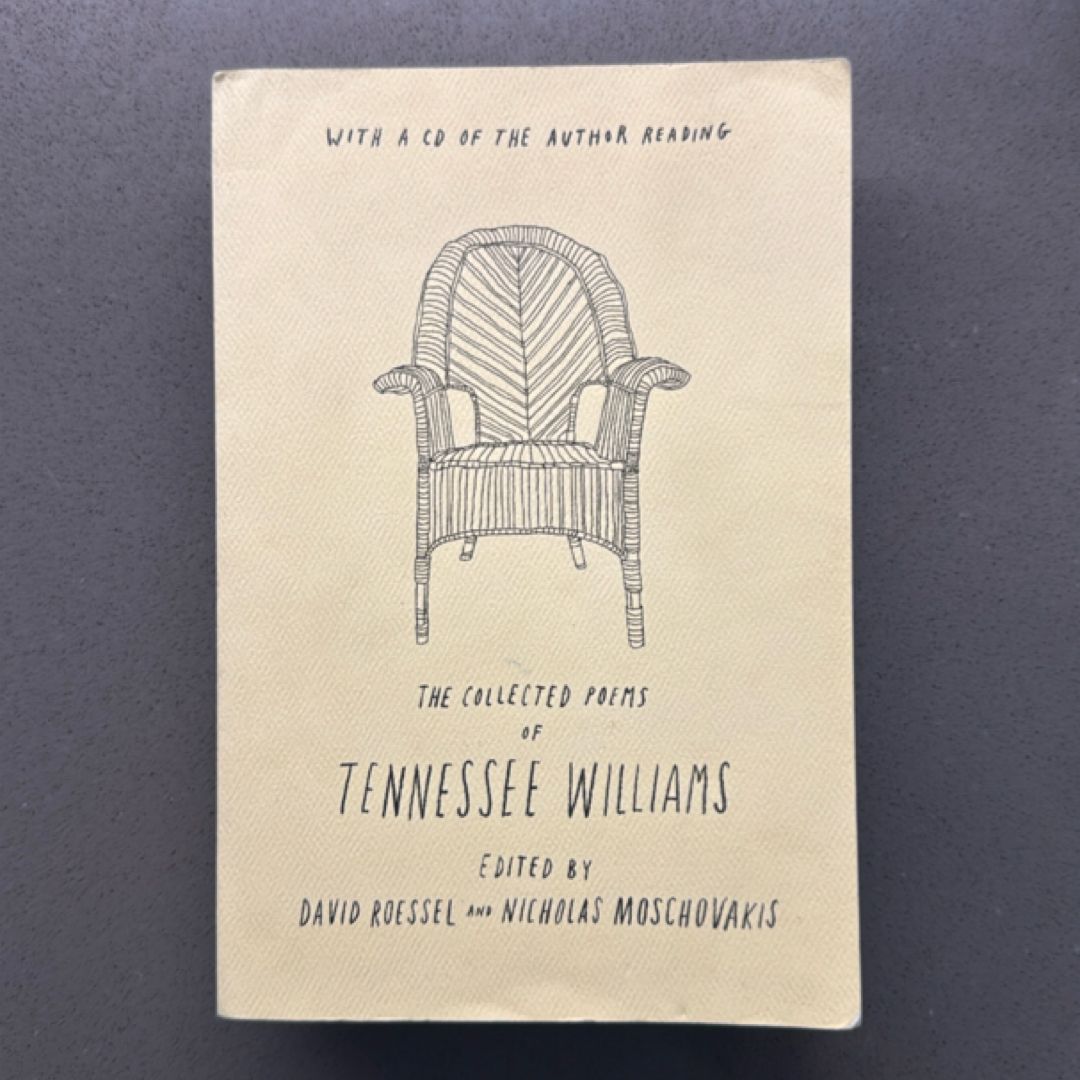 WITH A CD OF THE AUTHOR READING
THE COLLECTED POEMS
OF
TENNESSEE WILLIAMS
EDITED BY
DAVID ROESSEL AND NICHOLAS MOSCHOVAKIS